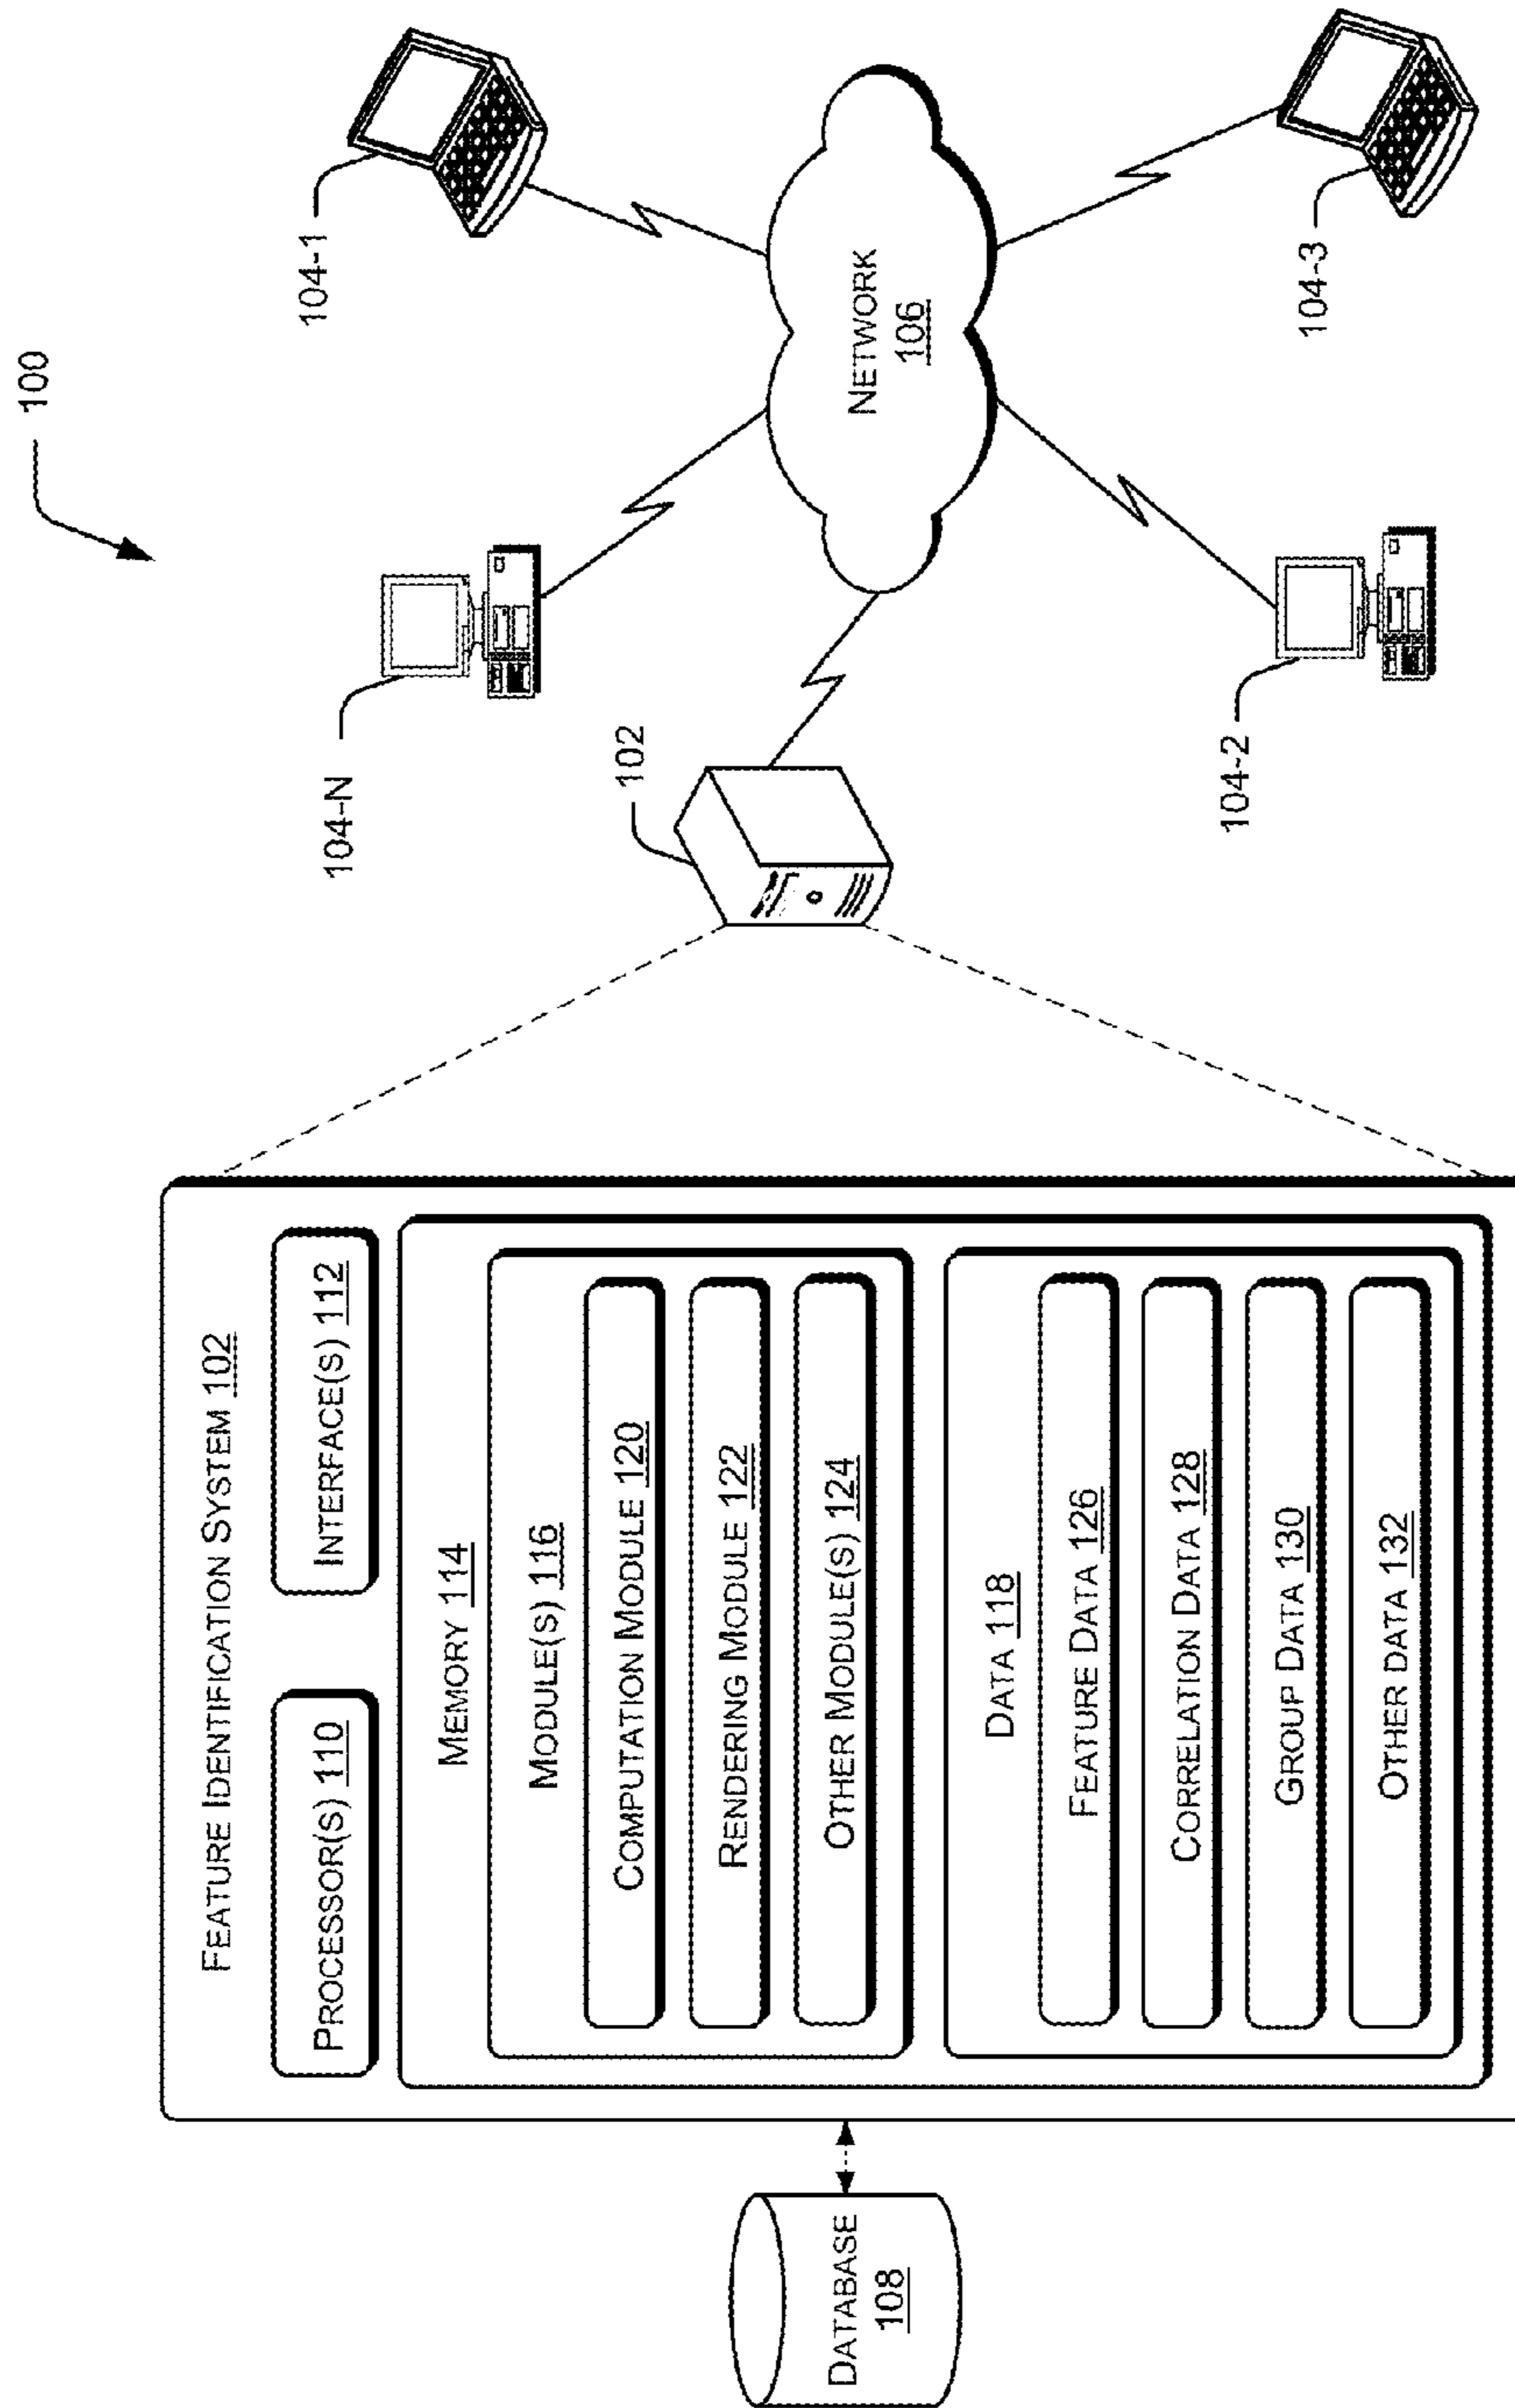 100
FEATURE IDENTIFICATION SYSTEM 102
PROCESSOR(S) 110
INTERFACE(S) 112
MEMORY 114
MODULE(S) 116
COMPUTATION MODULE 120
RENDERING MODULE 122
OTHER MODULE(S) 124
DATA 118
FEATURE DATA 126
CORRELATION DATA 128
GROUP DATA 130
OTHER DATA 132
DATABASE
108
102
104-N
104-1
NETWORK
106
104-2
104-3